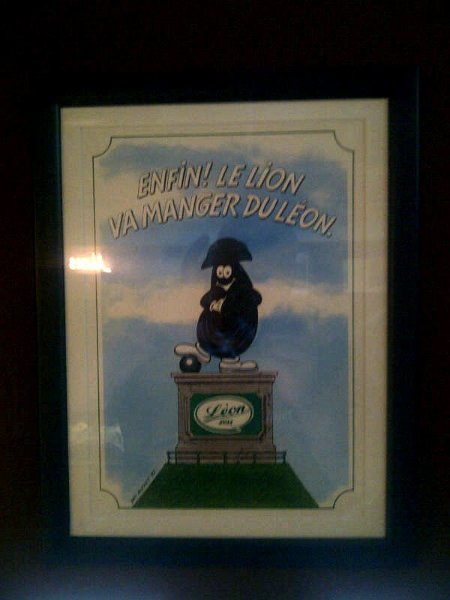 ENFIN! LE LION
VA MANGER DU LÉON.
Léon